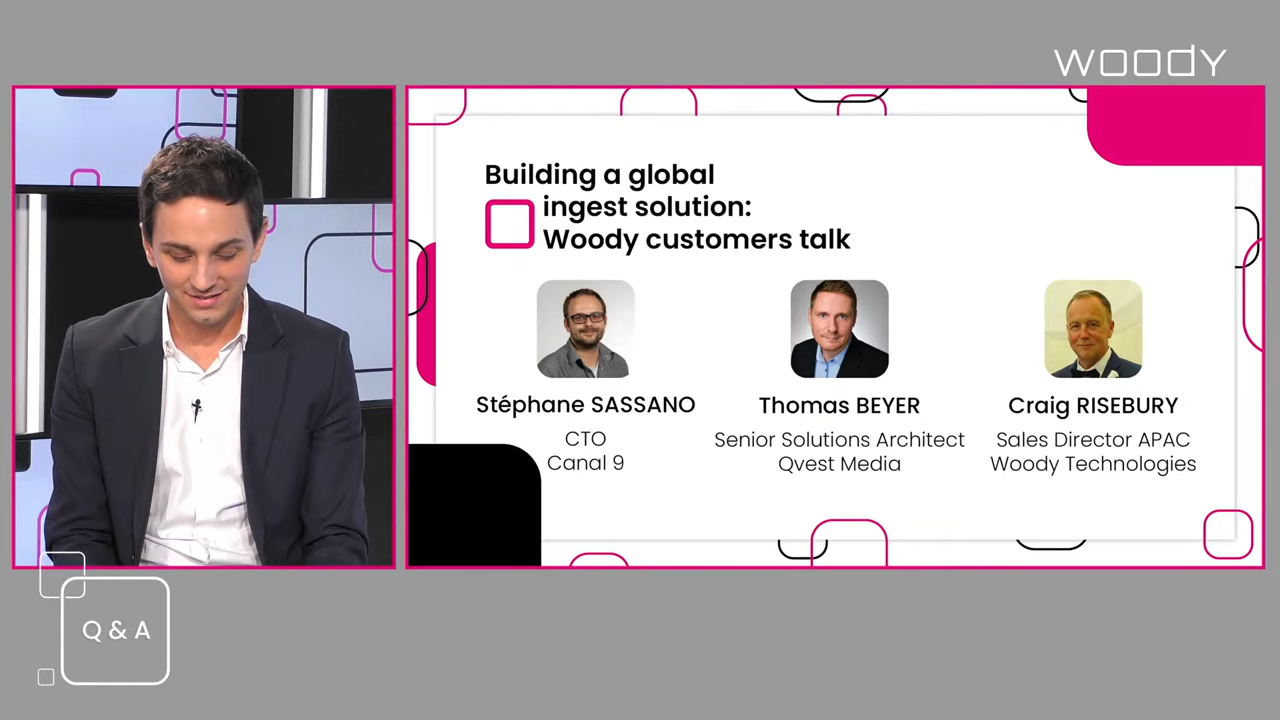 woody
Building a global
ingest solution:
Woody customers talk
Stéphane SASSANO
CTO
Canal 9
Thomas BEYER
Senior Solutions Architect
Qvest Media
Craig RISEBURY
Sales Director APAC
Woody Technologies
Q & A